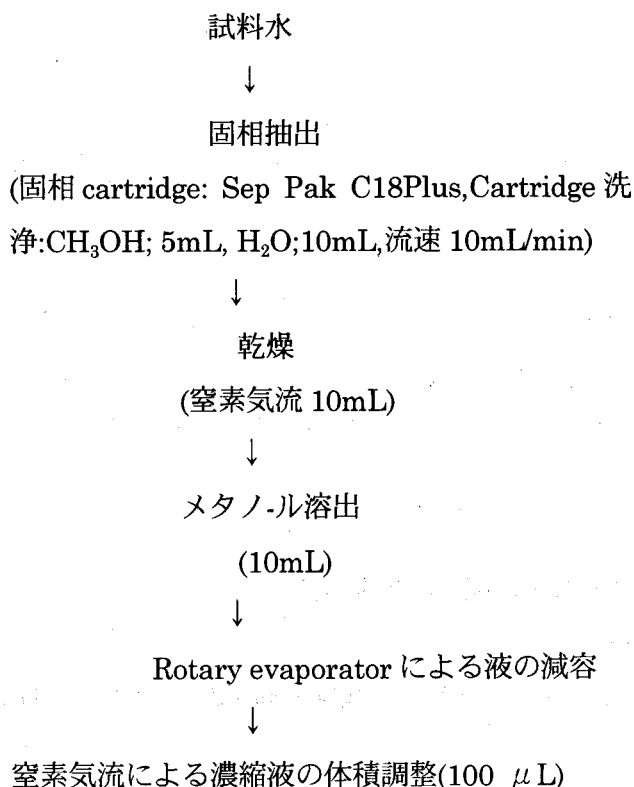 試料水
↓
固相抽出
(固相 cartridge: Sep Pak C18Plus,Cartridge 洗
浄:CH₃OH; 5mL, H₂O;10mL,流速 10mL/min)
↓
乾燥
(窒素気流 10mL)
↓
メタノ-ル溶出
(10mL)
↓
Rotary evaporator による液の減容
↓
窒素気流による濃縮液の体積調整(100 μL)